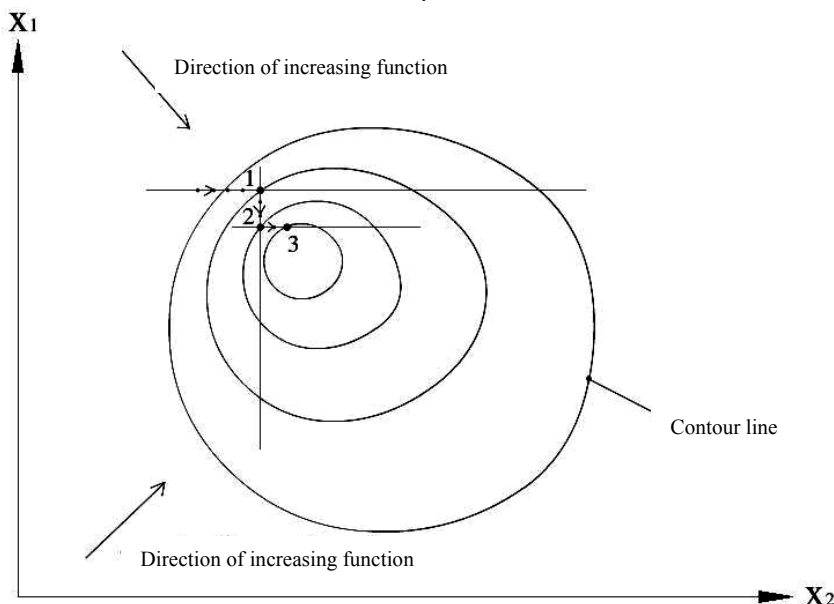 X1
Direction of increasing function
1
2
3
Contour line
Direction of increasing function
X2